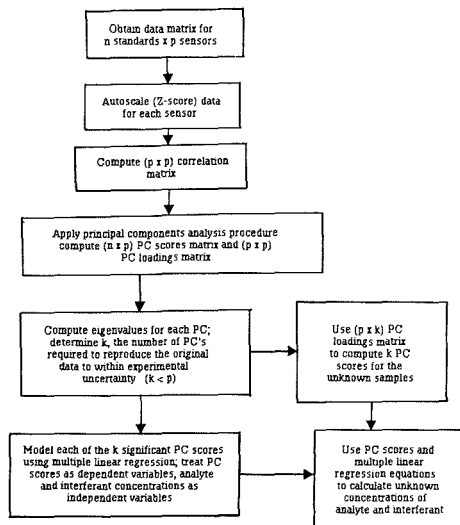 Obtain data matrix for
n standards x p sensors
Autoscale (Z-score) data
for each sensor
Compute (p x p) correlation
matrix
Apply principal components analysis procedure
compute (n x p) PC scores matrix and (p x p)
PC loadings matrix
Compute eigenvalues for each PC;
determine k, the number of PC's
required to reproduce the original
data to within experimental
uncertainty (k < p)
Use (p x k) PC
loadings matrix
to compute k PC
scores for the
unknown samples
Model each of the k significant PC scores
using multiple linear regression; treat PC
scores as dependent variables, analyte
and interferant concentrations as
independent variables
Use PC scores and
multiple linear
regression equations
to calculate unknown
concentrations of
analyte and interferant